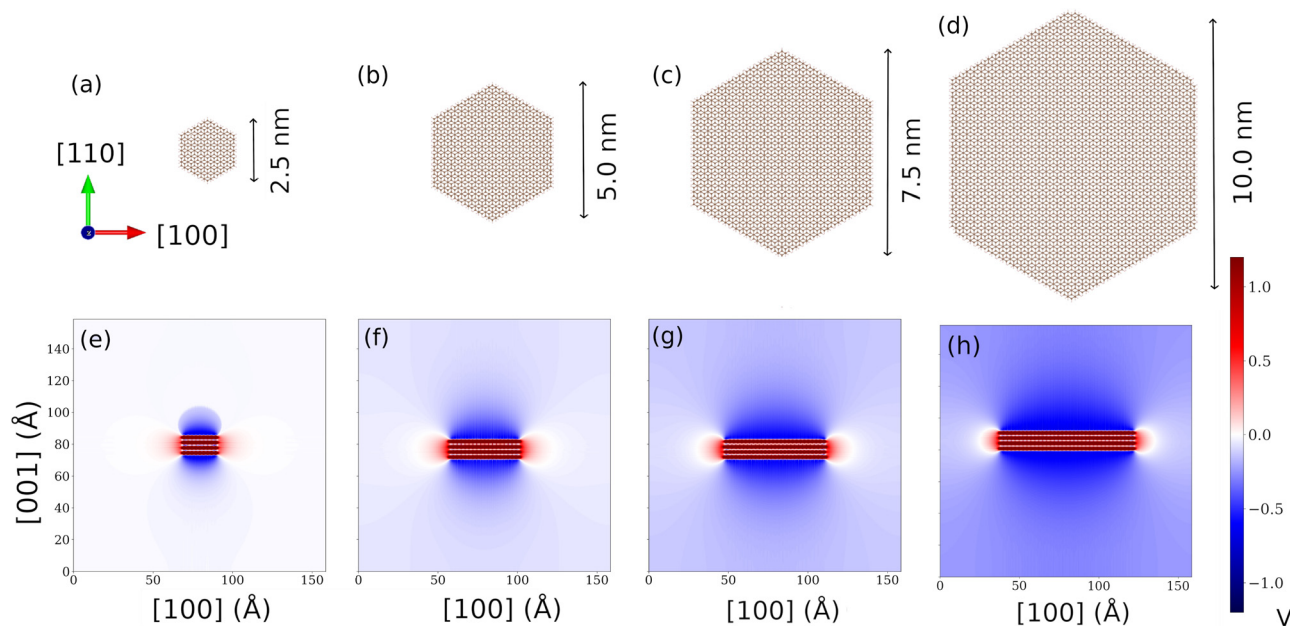 (a)
(b)
(c)
(d)
[110]
[100]
2.5 nm
5.0 nm
7.5 nm
10.0 nm
(e)
(f)
(g)
(h)
[001] (Å)
140
120
100
80
60
40
20
0
0 50 100 150
0 50 100 150
0 50 100 150
0 50 100 150
[100] (Å)
[100] (Å)
[100] (Å)
[100] (Å)
1.0
0.5
0.0
−0.5
−1.0
V